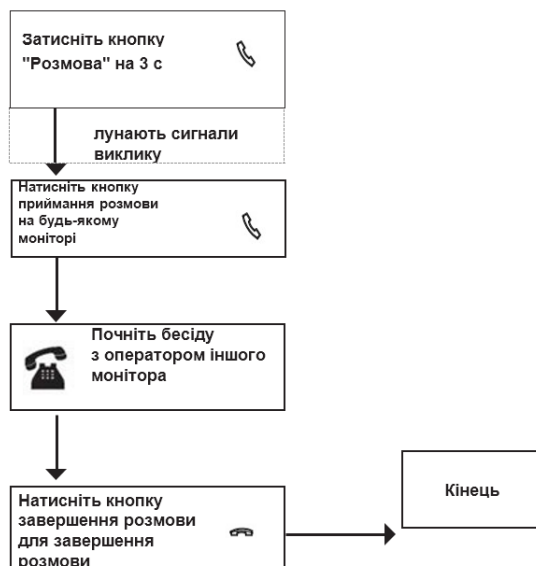 Затисніть кнопку
"Розмова" на 3 с
лунають сигнали
виклику
Натисніть кнопку
приймання розмови
на будь-якому
моніторі
Почніть бесіду
з оператором іншого
монітора
Натисніть кнопку
завершення розмови
для завершення
розмови
Кінець